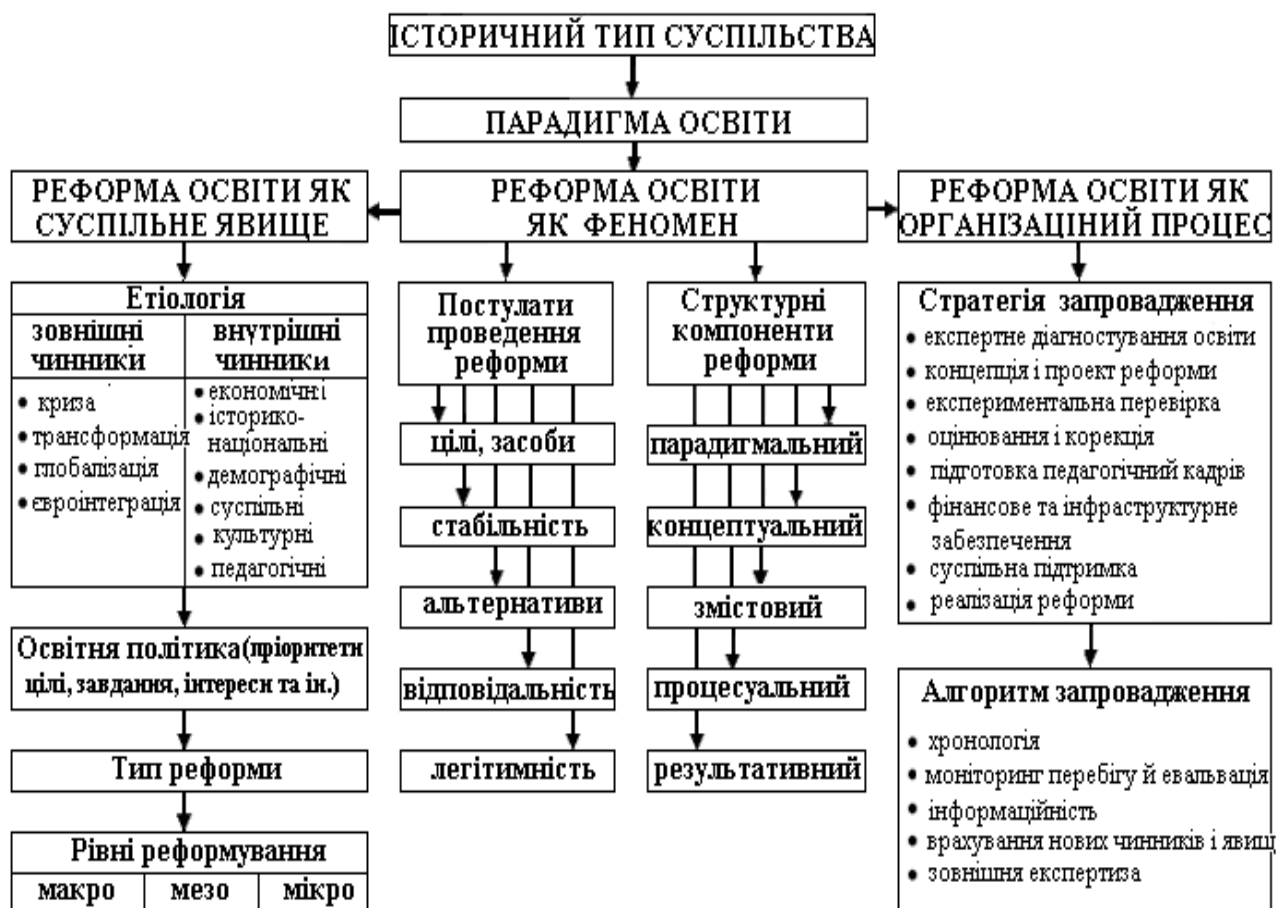 ІСТОРИЧНИЙ ТИП СУСПІЛЬСТВА
ПАРАДИГМА ОСВІТИ
РЕФОРМА ОСВІТИ ЯК
СУСПІЛЬНЕ ЯВИЩЕ
РЕФОРМА ОСВІТИ
ЯК ФЕНОМЕН
РЕФОРМА ОСВІТИ ЯК
ОРГАНІЗАЦІНИЙ ПРОЦЕС
Етіологія
зовнішні
чинники
внутрішні
чинники
• криза
• трансформація
• глобалізація
• євроінтеграція
• економічні
• історико-
національні
• демографічні
• суспільні
• культурні
• педагогічні
Освітня політика(пріоритети
цілі, завдання, інтереси та ін.)
Тип реформи
Рівні реформування
макро
мезо
мікро
Постулати
проведення
реформи
цілі, засоби
стабільність
альтернативи
відповідальність
легітимність
Структурні
компоненти
реформи
парадигмальний
концептуальний
змістовий
процесуальний
результативний
Стратегія запровадження
• експертне діагностування освіти
• концепція і проект реформи
• експериментальна перевірка
• оцінювання і корекція
• підготовка педагогічний кадрів
• фінансове та інфраструктурне
забезпечення
• суспільна підтримка
• реалізація реформи
Алгоритм запровадження
• хронологія
• моніторинг перебігу й евальвація
• інформаційність
• врахування нових чинників і явищ
• зовнішня експертиза